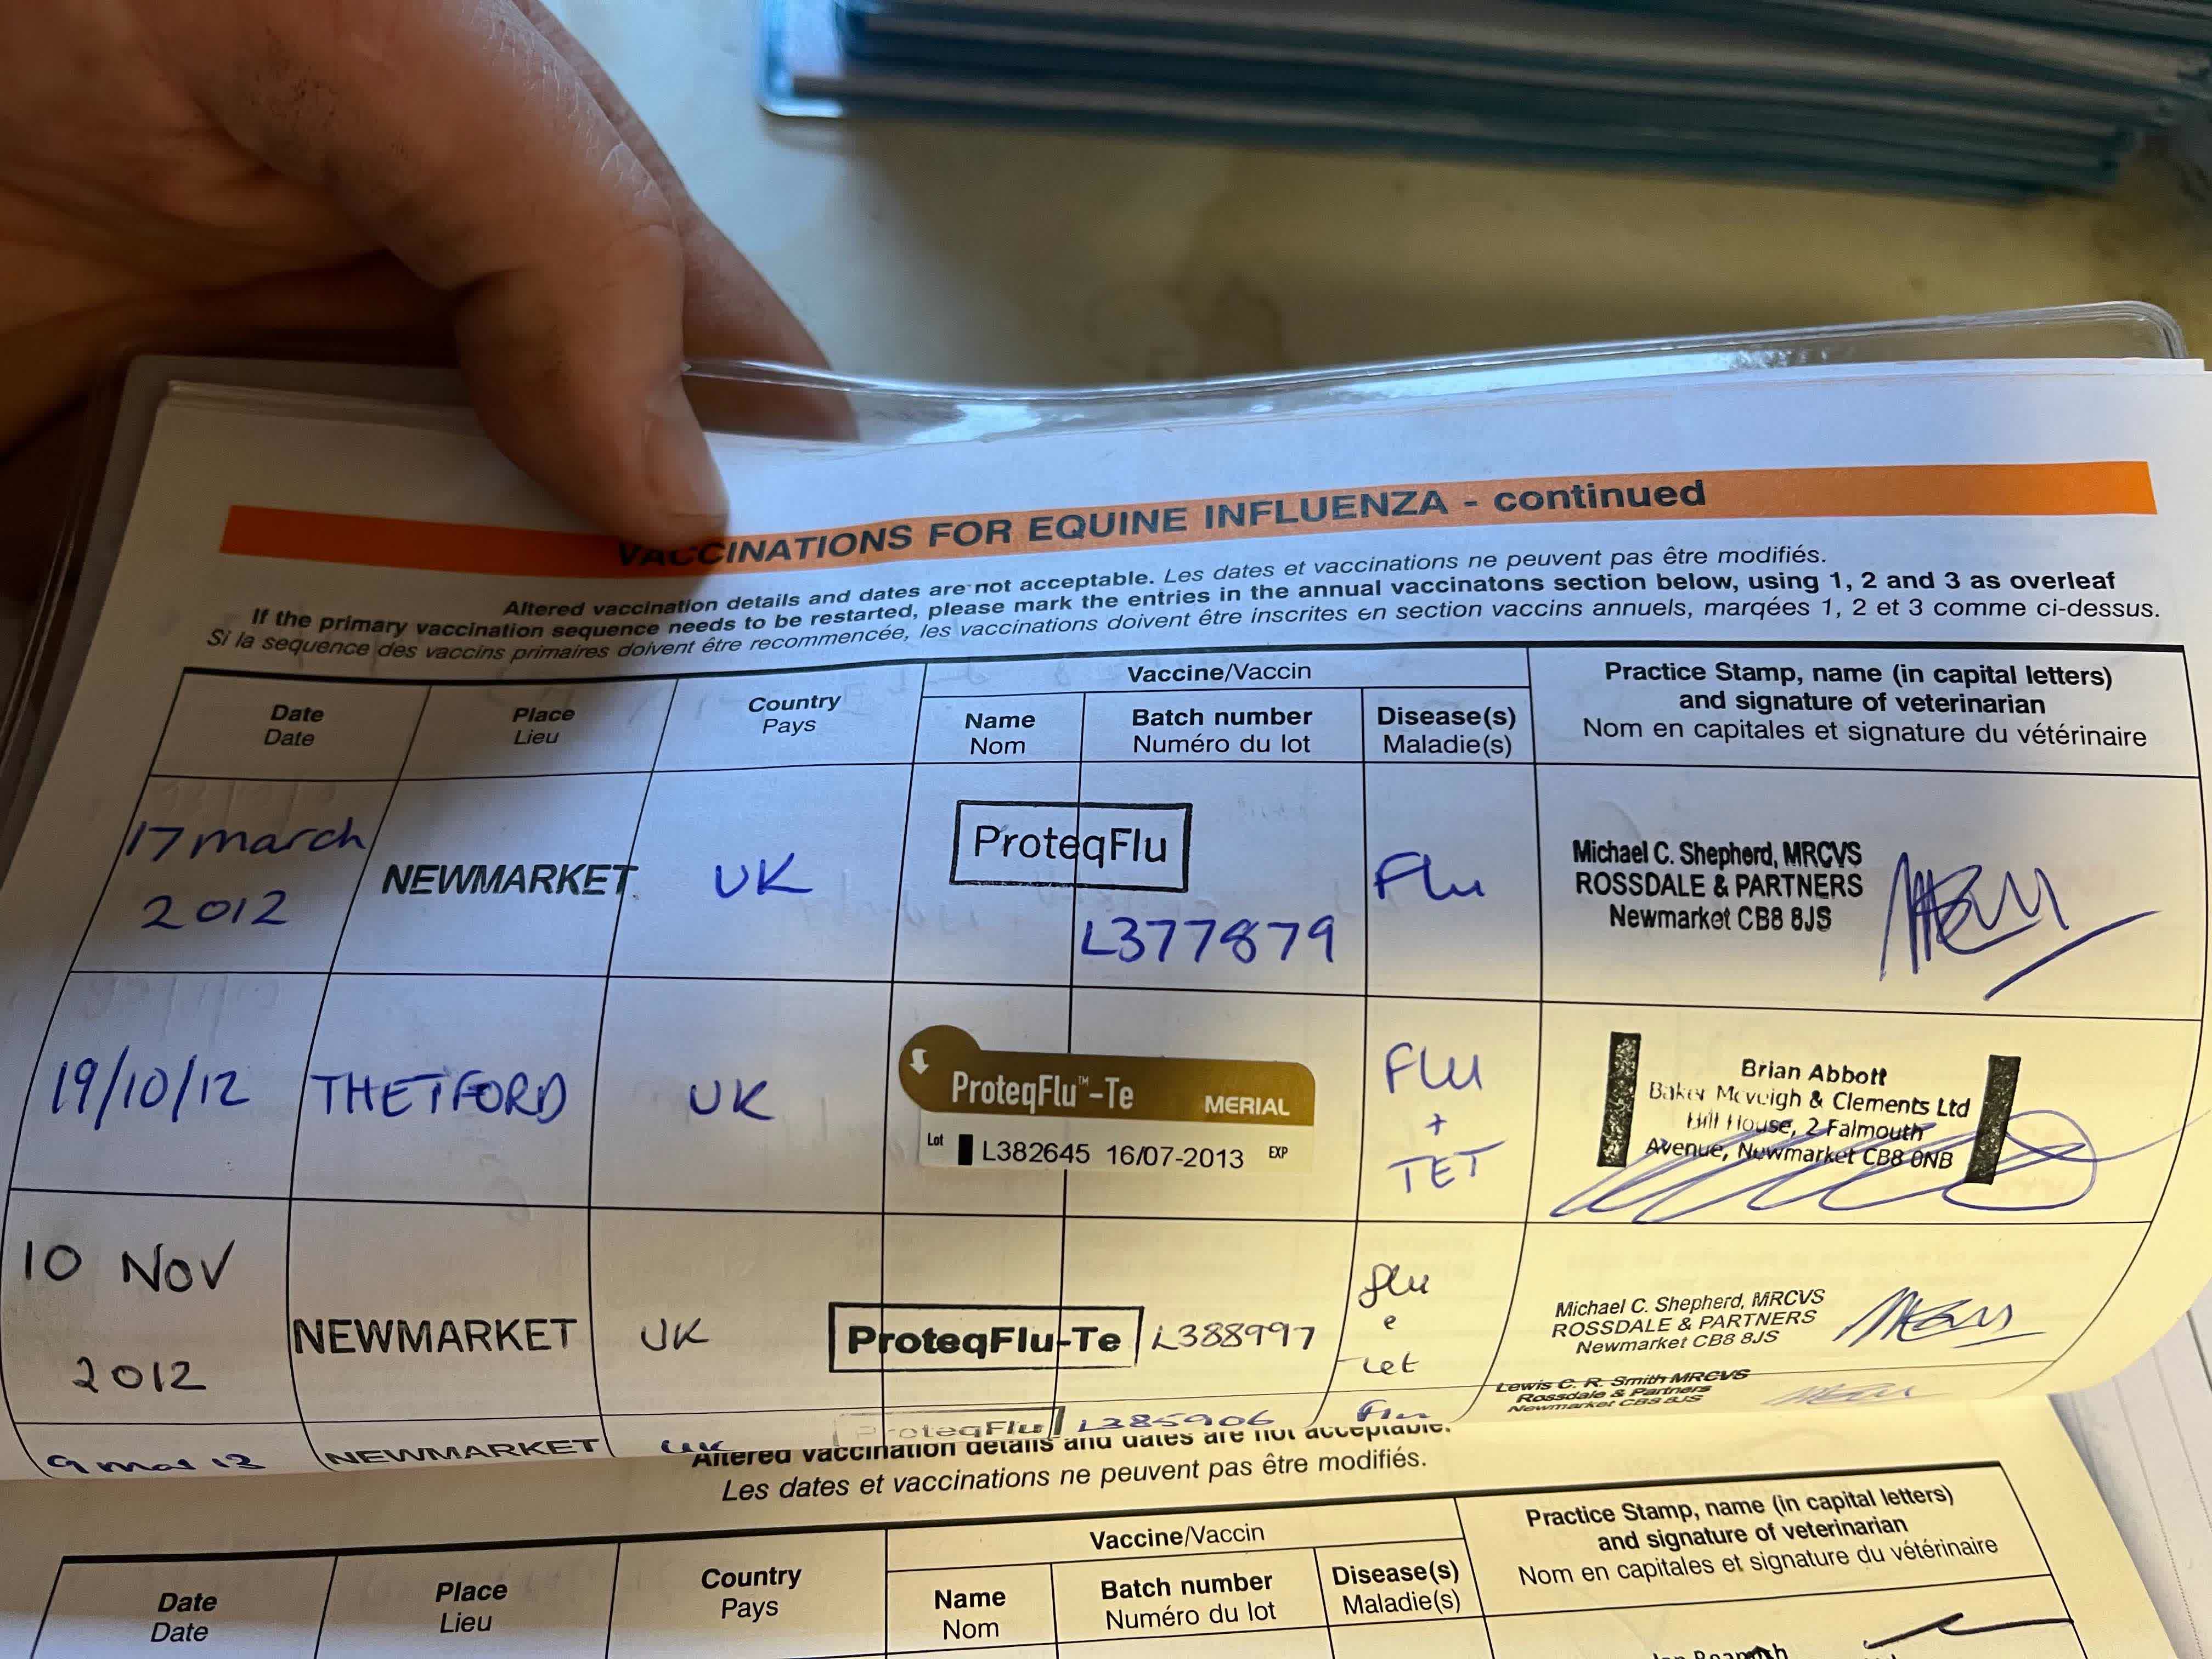 VACCINATIONS FOR EQUINE INFLUENZA - continued
Altered vaccination details and dates are not acceptable. Les dates et vaccinations ne peuvent pas être modifiés.
If the primary vaccination sequence needs to be restarted, please mark the entries in the annual vaccinatons section below, using 1, 2 and 3 as overleaf
Si la sequence des vaccins primaires doivent être recommencée, les vaccinations doivent être inscrites en section vaccins annuels, marqées 1, 2 et 3 comme ci-dessus.
Date
Date
Place
Lieu
Country
Pays
Vaccine/Vaccin
Name
Nom
Batch number
Numéro du lot
Disease(s)
Maladie(s)
Practice Stamp, name (in capital letters)
and signature of veterinarian
Nom en capitales et signature du vétérinaire
17 march
2012
NEWMARKET
UK
ProteqFlu
L377879
Flu
Michael C. Shepherd, MRCVS
ROSSDALE & PARTNERS
Newmarket CB8 8JS
19/10/12
THETFORD
UK
ProteqFlu™-Te
MERIAL
Lot L382645 16/07-2013 EXP
FLU
+
TET
Brian Abbott
Baker Mcveigh & Clements Ltd
Hill House, 2 Falmouth
Avenue, Newmarket CB8 0NB
10 NOV
2012
NEWMARKET
UK
ProteqFlu-Te
L388997
flu
e
tet
Michael C. Shepherd, MRCVS
ROSSDALE & PARTNERS
Newmarket CB8 8JS
9 13
NEWMARKET
UK
ProteqFlu
L385906
Flu
Lewis C. R. Smith MRCVS
Rossdale & Partners
Newmarket CB8 8JS
Altered vaccination details and dates are not acceptable.
Les dates et vaccinations ne peuvent pas être modifiés.
Date
Date
Place
Lieu
Country
Pays
Vaccine/Vaccin
Name
Nom
Batch number
Numéro du lot
Disease(s)
Maladie(s)
Practice Stamp, name (in capital letters)
and signature of veterinarian
Nom en capitales et signature du vétérinaire